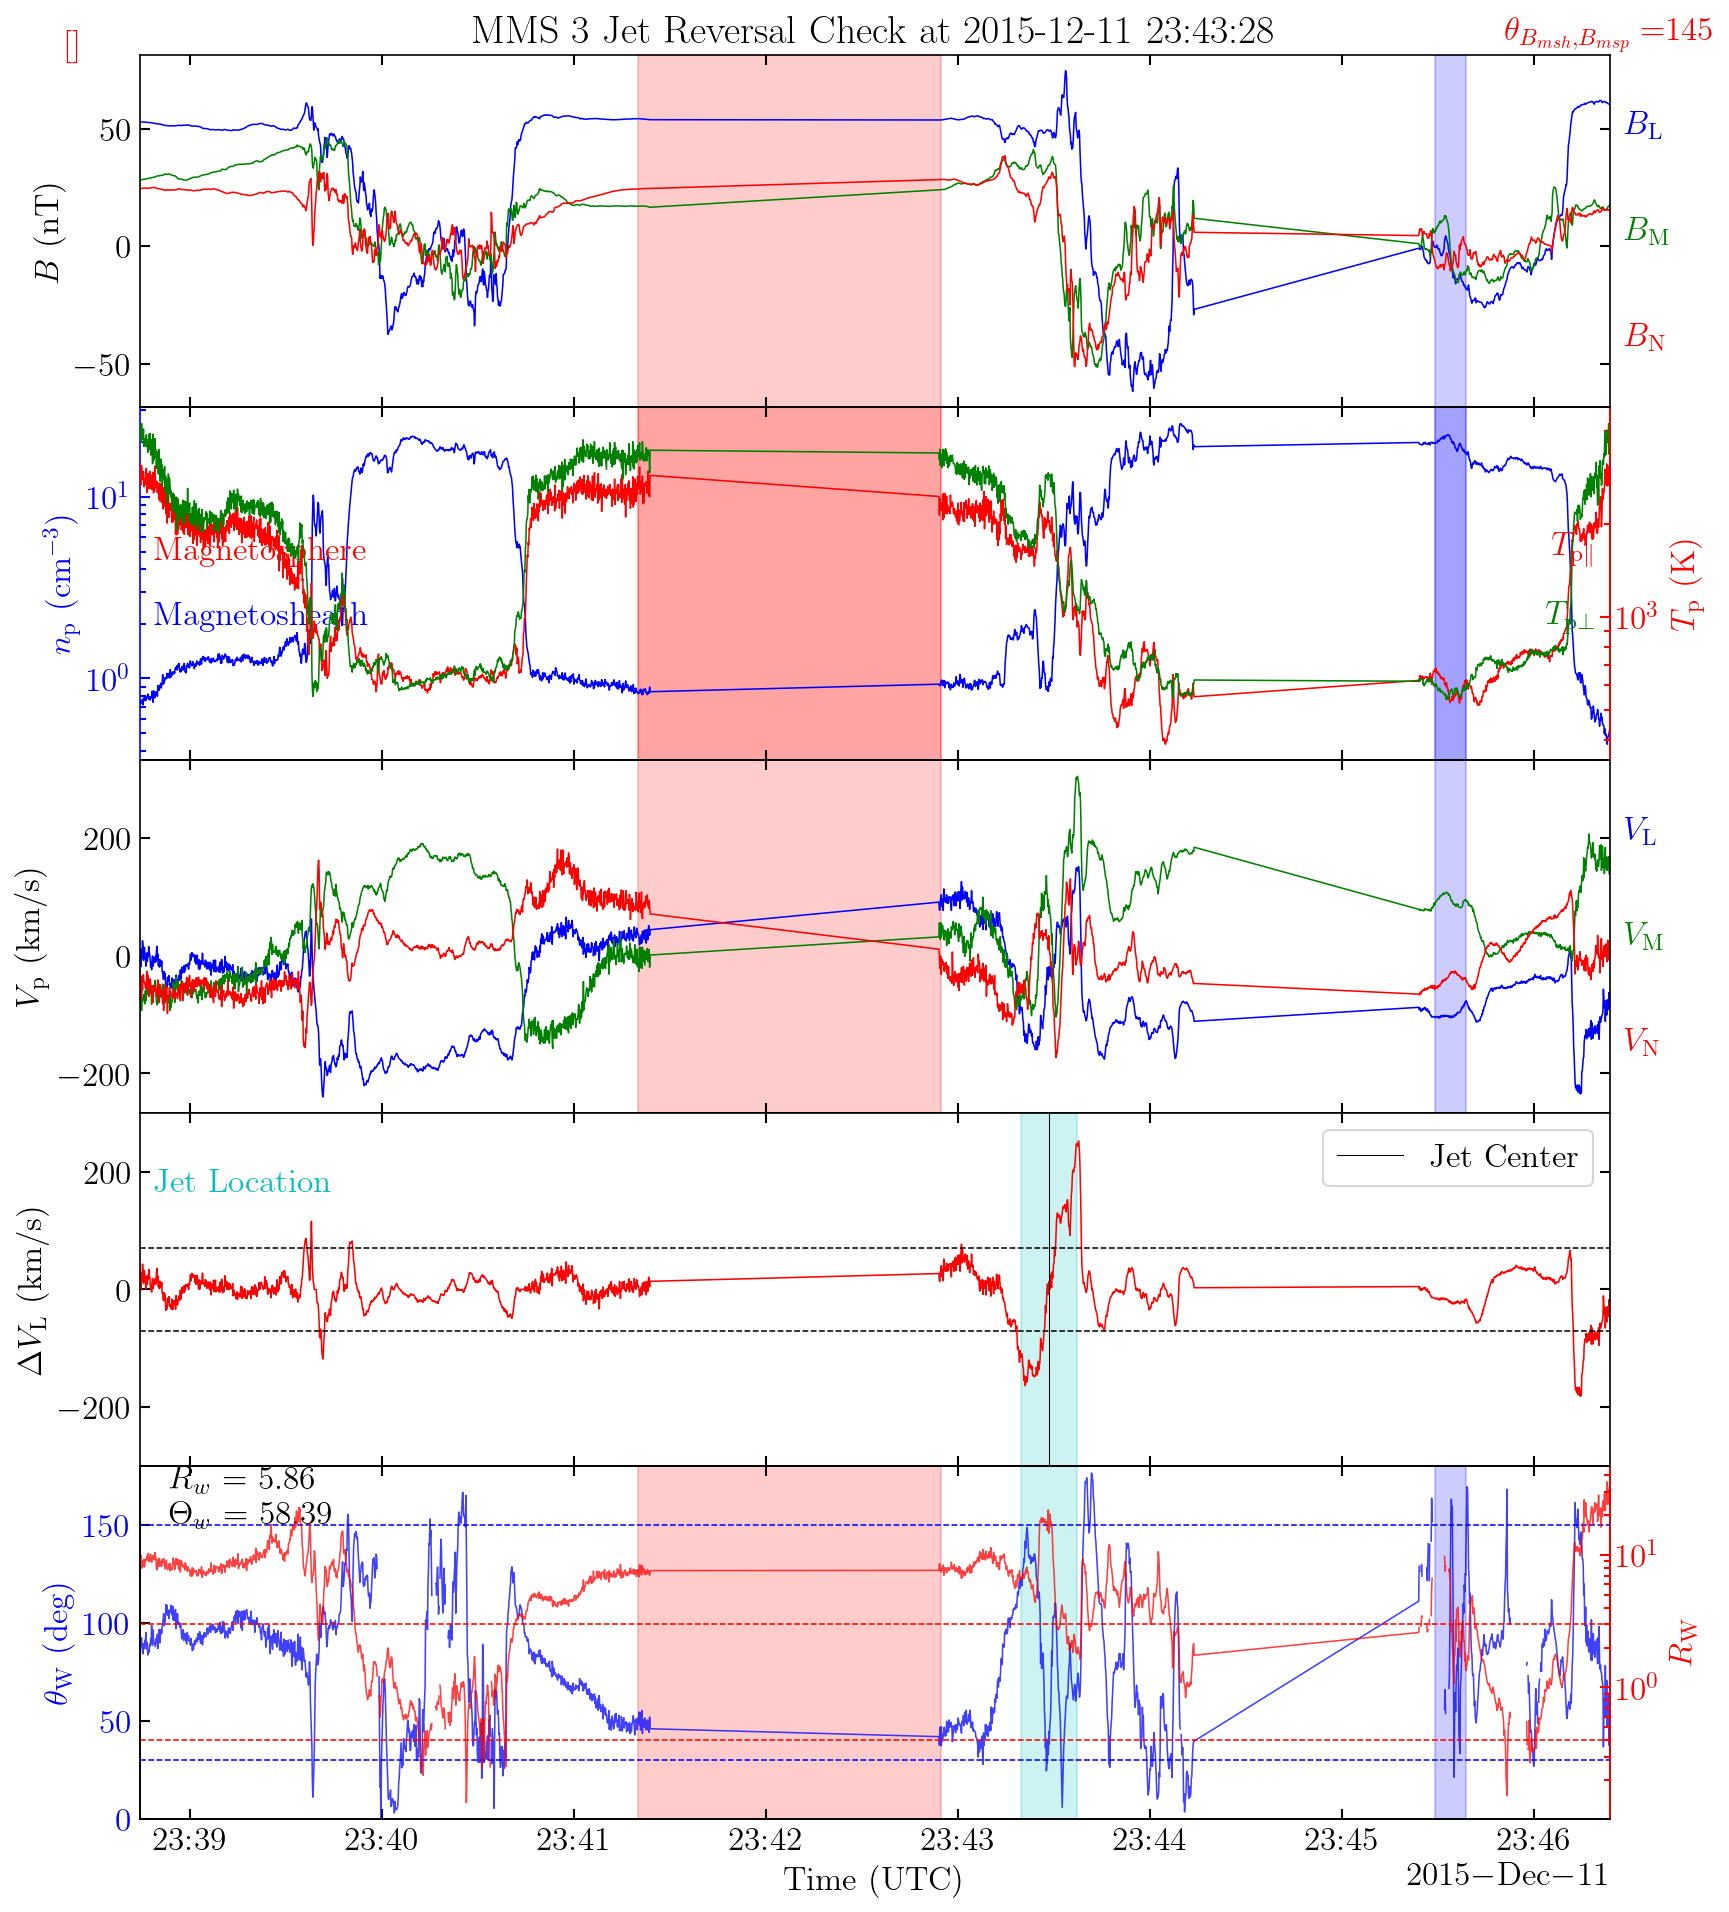 MMS 3 Jet Reversal Check at 2015-12-11 23:43:28
θ_{B_{msh},B_{msp}} =145
[]
B (nT)
50
0
−50
B_L
B_M
B_N
n_p (cm^{−3})
10^1
10^0
Magnetosphere
Magnetosheath
T_{p∥}
T_{p⊥}
10^3
T_p (K)
V_p (km/s)
200
0
−200
V_L
V_M
V_N
ΔV_L (km/s)
200
0
−200
Jet Location
Jet Center
R_w = 5.86
Θ_w = 58.39
θ_W (deg)
150
100
50
0
10^1
10^0
R_W
23:39 23:40 23:41 23:42 23:43 23:44 23:45 23:46
Time (UTC)
2015−Dec−11